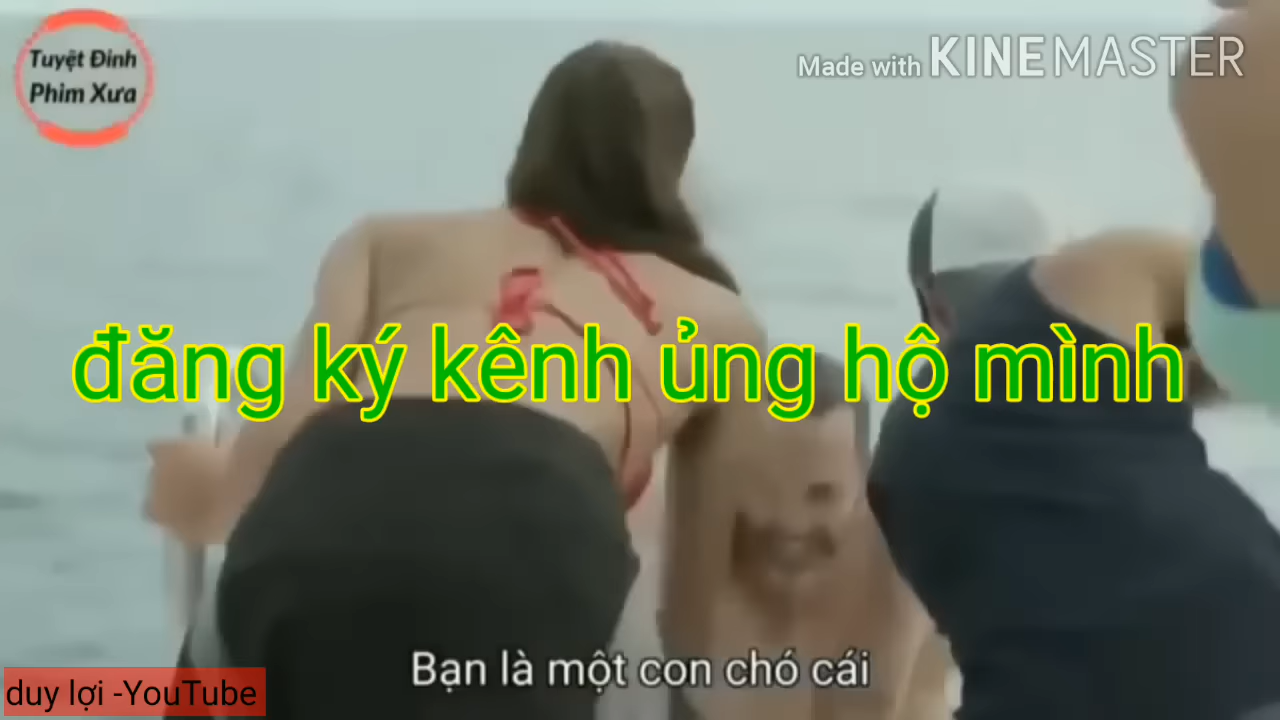 Tuyệt Đỉnh
Phim Xưa
Made with KINEMASTER
đăng ký kênh ủng hộ mình
Bạn là một con chó cái
duy lợi -YouTube